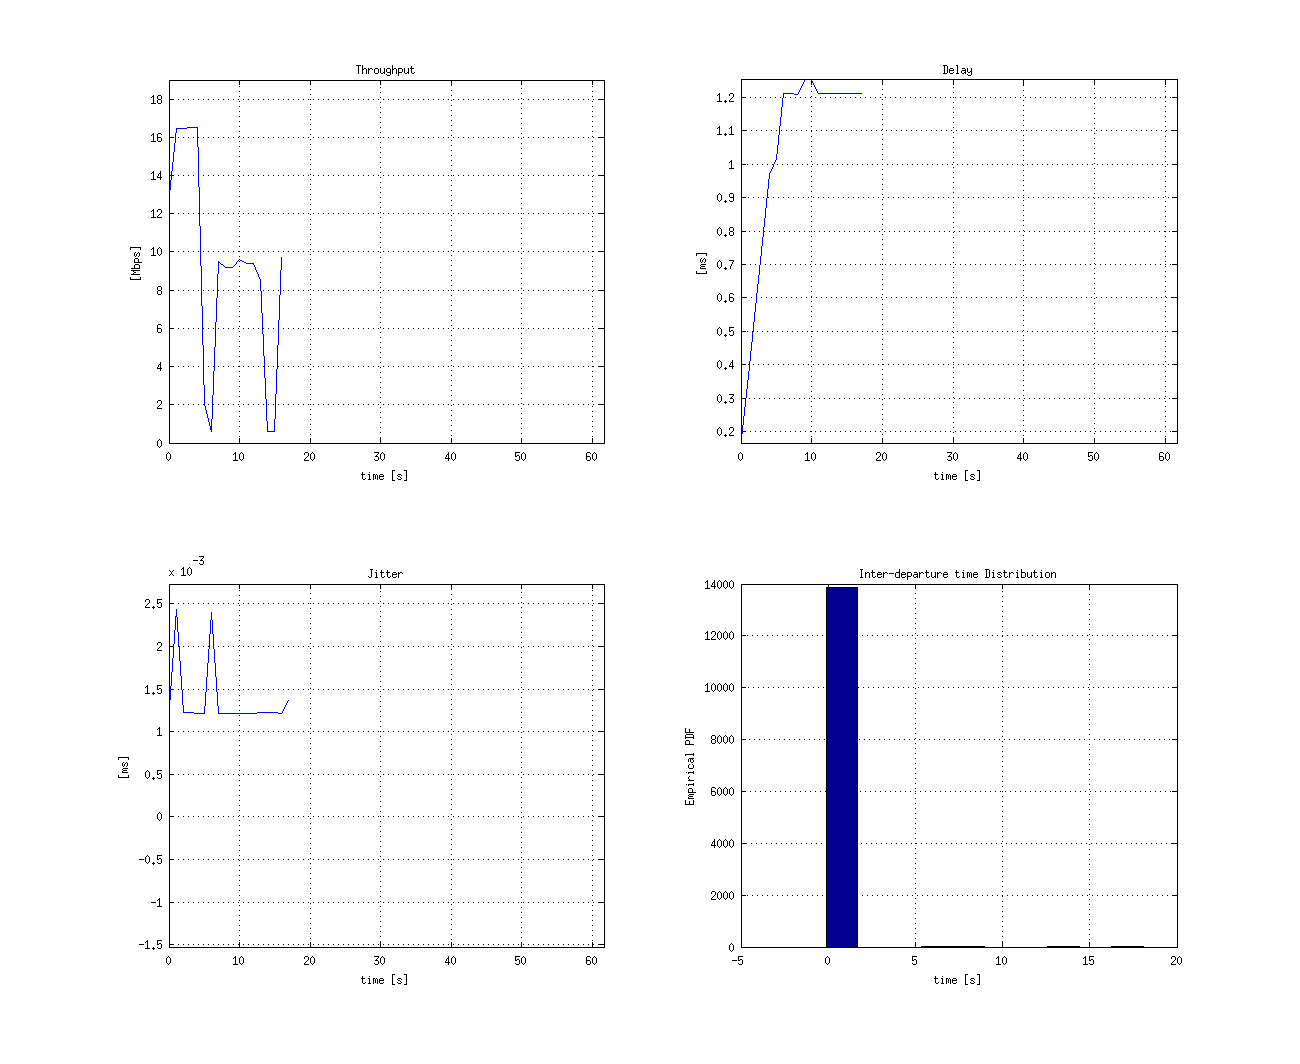 Throughput
18
16
14
12
10
8
6
4
2
0
[Mbps]
0 10 20 30 40 50 60
time [s]
Delay
1.2
1.1
1
0.9
0.8
0.7
0.6
0.5
0.4
0.3
0.2
[ms]
0 10 20 30 40 50 60
time [s]
x 10 -3
Jitter
2.5
2
1.5
1
0.5
0
-0.5
-1
-1.5
[ms]
0 10 20 30 40 50 60
time [s]
Inter-departure time Distribution
14000
12000
10000
8000
6000
4000
2000
0
Empirical PDF
-5 0 5 10 15 20
time [s]